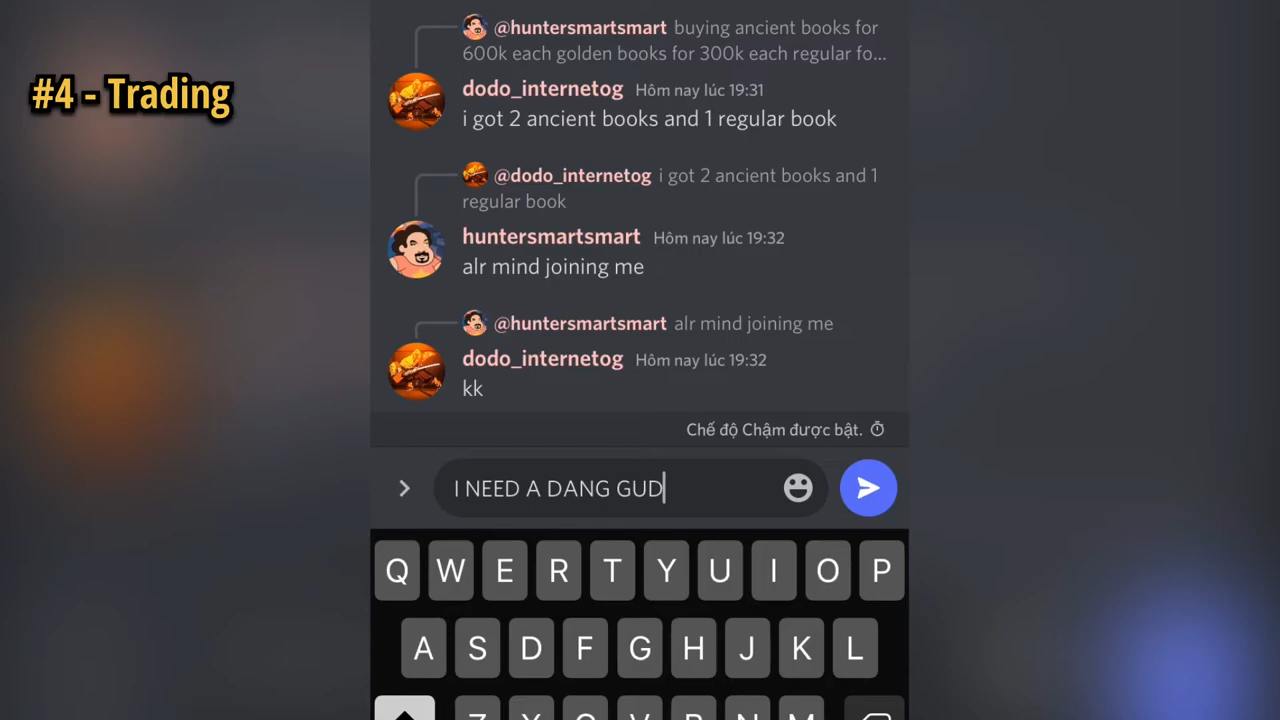 @huntersmartsmart buying ancient books for
600k each golden books for 300k each regular fo...
#4 - Trading
dodo_internetog Hôm nay lúc 19:31
i got 2 ancient books and 1 regular book
@dodo_internetog i got 2 ancient books and 1
regular book
huntersmartsmart Hôm nay lúc 19:32
alr mind joining me
@huntersmartsmart alr mind joining me
dodo_internetog Hôm nay lúc 19:32
kk
Chế độ Chậm được bật.
I NEED A DANG GUD
Q W E R T Y U I O P
A S D F G H J K L
Z X C V B N M